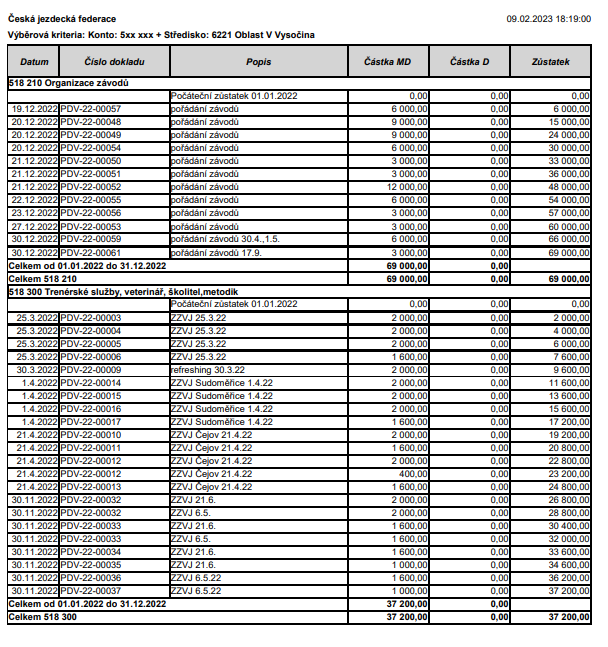 Česká jezdecká federace 09.02.2023 18:19:00
Výběrová kriteria: Konto: 5xx xxx + Středisko: 6221 Oblast V Vysočina
Datum Číslo dokladu Popis Částka MD Částka D Zůstatek
518 210 Organizace závodů
Počáteční zůstatek 01.01.2022 0,00 0,00 0,00
19.12.2022 PDV-22-00057 pořádání závodů 6 000,00 0,00 6 000,00
20.12.2022 PDV-22-00048 pořádání závodů 9 000,00 0,00 15 000,00
20.12.2022 PDV-22-00049 pořádání závodů 9 000,00 0,00 24 000,00
20.12.2022 PDV-22-00054 pořádání závodů 6 000,00 0,00 30 000,00
21.12.2022 PDV-22-00050 pořádání závodů 3 000,00 0,00 33 000,00
21.12.2022 PDV-22-00051 pořádání závodů 3 000,00 0,00 36 000,00
21.12.2022 PDV-22-00052 pořádání závodů 12 000,00 0,00 48 000,00
22.12.2022 PDV-22-00055 pořádání závodů 6 000,00 0,00 54 000,00
23.12.2022 PDV-22-00056 pořádání závodů 3 000,00 0,00 57 000,00
27.12.2022 PDV-22-00053 pořádání závodů 3 000,00 0,00 60 000,00
30.12.2022 PDV-22-00059 pořádání závodů 30.4.,1.5. 6 000,00 0,00 66 000,00
30.12.2022 PDV-22-00061 pořádání závodů 17.9. 3 000,00 0,00 69 000,00
Celkem od 01.01.2022 do 31.12.2022 69 000,00 0,00
Celkem 518 210 69 000,00 0,00 69 000,00
518 300 Trenérské služby, veterinář, školitel,metodik
Počáteční zůstatek 01.01.2022 0,00 0,00 0,00
25.3.2022 PDV-22-00003 ZZVJ 25.3.22 2 000,00 0,00 2 000,00
25.3.2022 PDV-22-00004 ZZVJ 25.3.22 2 000,00 0,00 4 000,00
25.3.2022 PDV-22-00005 ZZVJ 25.3.22 2 000,00 0,00 6 000,00
25.3.2022 PDV-22-00006 ZZVJ 25.3.22 1 600,00 0,00 7 600,00
30.3.2022 PDV-22-00009 refreshing 30.3.22 2 000,00 0,00 9 600,00
1.4.2022 PDV-22-00014 ZZVJ Sudoměřice 1.4.22 2 000,00 0,00 11 600,00
1.4.2022 PDV-22-00015 ZZVJ Sudoměřice 1.4.22 2 000,00 0,00 13 600,00
1.4.2022 PDV-22-00016 ZZVJ Sudoměřice 1.4.22 2 000,00 0,00 15 600,00
1.4.2022 PDV-22-00017 ZZVJ Sudoměřice 1.4.22 1 600,00 0,00 17 200,00
21.4.2022 PDV-22-00010 ZZVJ Čejov 21.4.22 2 000,00 0,00 19 200,00
21.4.2022 PDV-22-00011 ZZVJ Čejov 21.4.22 1 600,00 0,00 20 800,00
21.4.2022 PDV-22-00012 ZZVJ Čejov 21.4.22 2 000,00 0,00 22 800,00
21.4.2022 PDV-22-00012 ZZVJ Čejov 21.4.22 400,00 0,00 23 200,00
21.4.2022 PDV-22-00013 ZZVJ Čejov 21.4.22 1 600,00 0,00 24 800,00
30.11.2022 PDV-22-00032 ZZVJ 21.6. 2 000,00 0,00 26 800,00
30.11.2022 PDV-22-00032 ZZVJ 6.5. 2 000,00 0,00 28 800,00
30.11.2022 PDV-22-00033 ZZVJ 21.6. 1 600,00 0,00 30 400,00
30.11.2022 PDV-22-00033 ZZVJ 6.5. 1 600,00 0,00 32 000,00
30.11.2022 PDV-22-00034 ZZVJ 21.6. 1 600,00 0,00 33 600,00
30.11.2022 PDV-22-00035 ZZVJ 21.6. 1 000,00 0,00 34 600,00
30.11.2022 PDV-22-00036 ZZVJ 6.5.22 1 600,00 0,00 36 200,00
30.11.2022 PDV-22-00037 ZZVJ 6.5.22 1 000,00 0,00 37 200,00
Celkem od 01.01.2022 do 31.12.2022 37 200,00 0,00
Celkem 518 300 37 200,00 0,00 37 200,00